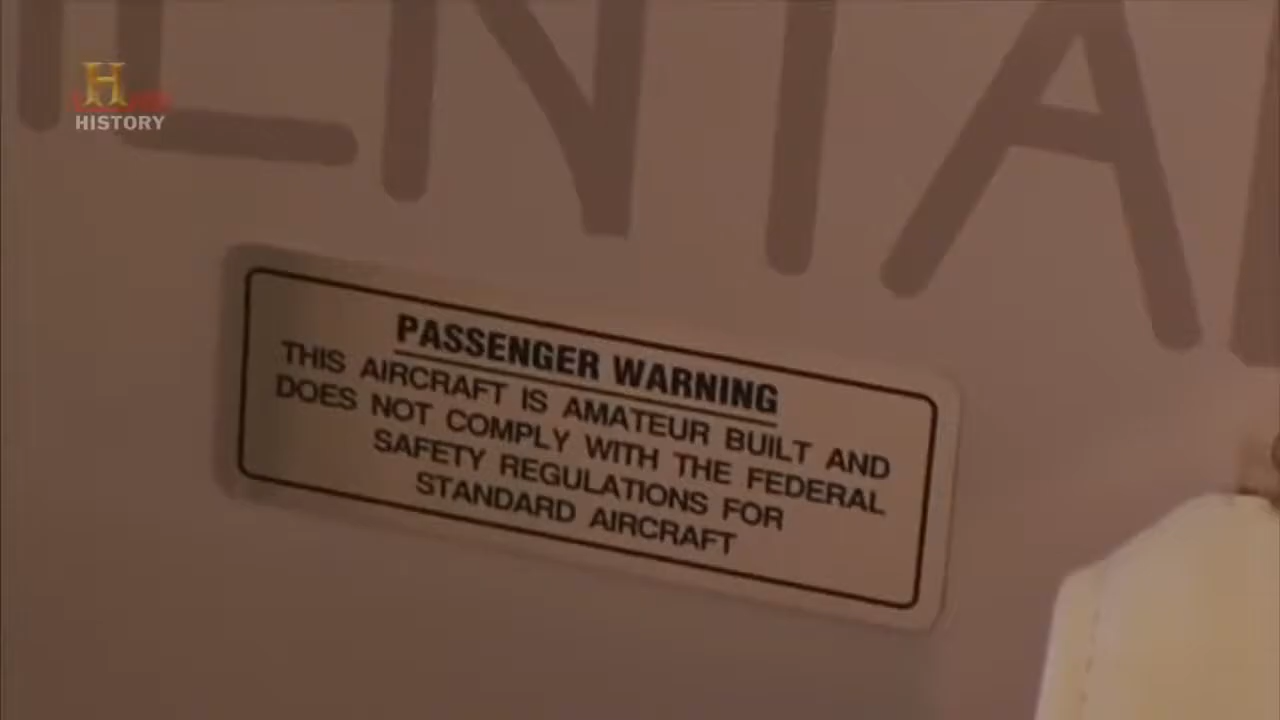 H
HISTORY
ENTA
PASSENGER WARNING
THIS AIRCRAFT IS AMATEUR BUILT AND
DOES NOT COMPLY WITH THE FEDERAL
SAFETY REGULATIONS FOR
STANDARD AIRCRAFT